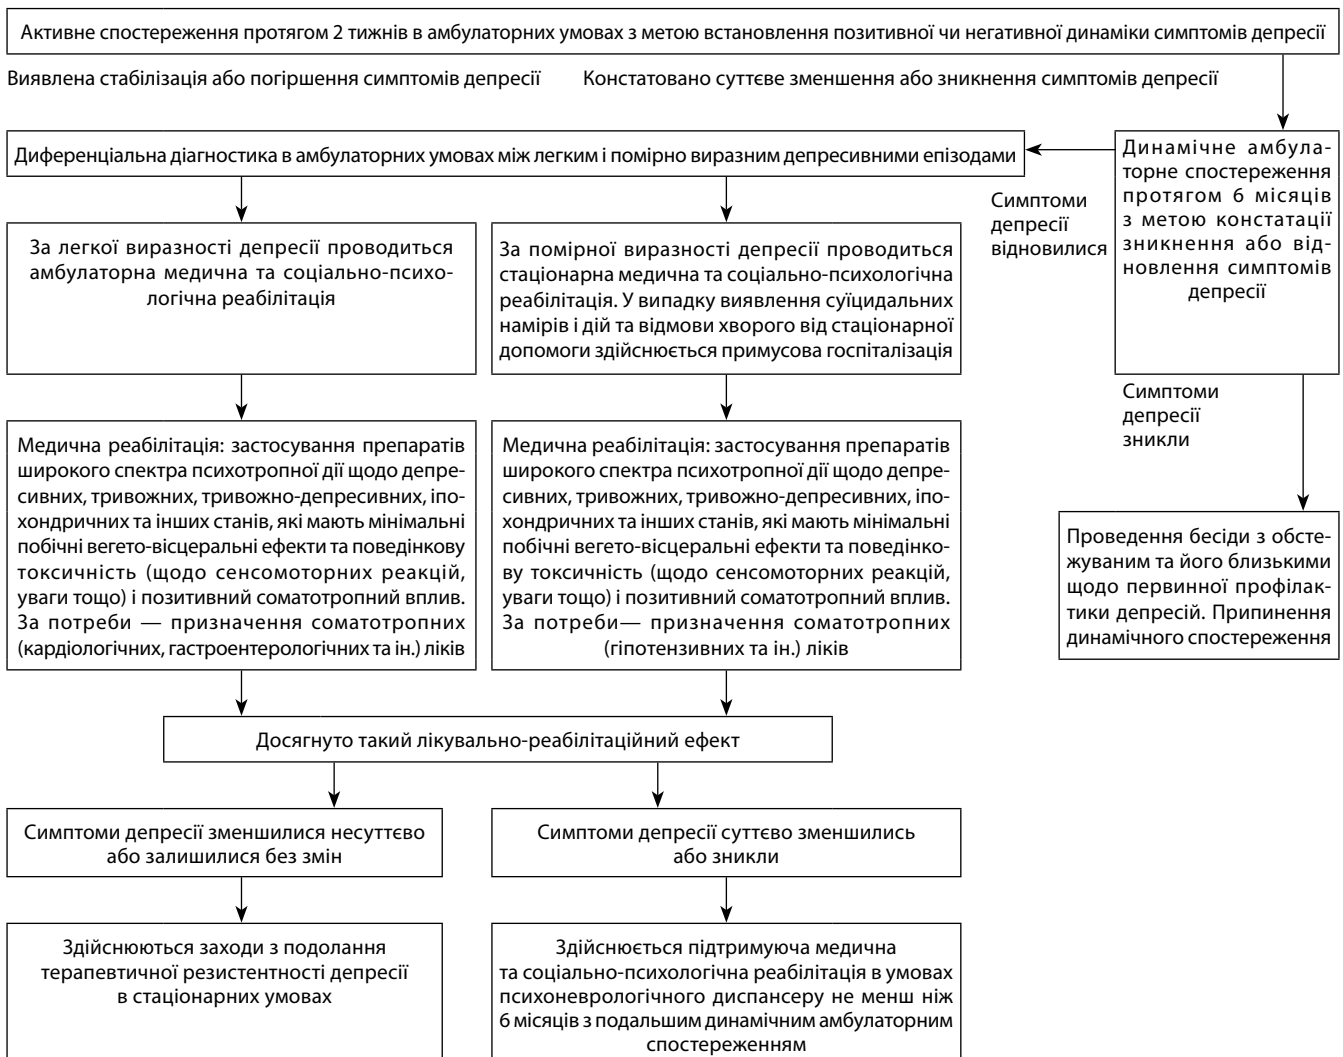 Активне спостереження протягом 2 тижнів в амбулаторних умовах з метою встановлення позитивної чи негативної динаміки симптомів депресії
Виявлена стабілізація або погіршення симптомів депресії
Констатовано суттєве зменшення або зникнення симптомів депресії
Диференціальна діагностика в амбулаторних умовах між легким і помірно виразним депресивними епізодами
Динамічне амбула-
торне спостереження
протягом 6 місяців
з метою констатації
зникнення або від-
новлення симптомів
депресії
Симптоми
депресії
відновилися
За легкої виразності депресії проводиться
амбулаторна медична та соціально-психо-
логічна реабілітація
За помірної виразності депресії проводиться
стаціонарна медична та соціально-психологічна
реабілітація. У випадку виявлення суїцидальних
намірів і дій та відмови хворого від стаціонарної
допомоги здійснюється примусова госпіталізація
Симптоми
депресії
зникли
Медична реабілітація: застосування препаратів
широкого спектра психотропної дії щодо депре-
сивних, тривожних, тривожно-депресивних, іпо-
хондричних та інших станів, які мають мінімальні
побічні вегето-вісцеральні ефекти та поведінкову
токсичність (щодо сенсомоторних реакцій,
уваги тощо) і позитивний соматотропний вплив.
За потреби — призначення соматотропних
(кардіологічних, гастроентерологічних та ін.) ліків
Медична реабілітація: застосування препаратів
широкого спектра психотропної дії щодо депре-
сивних, тривожних, тривожно-депресивних, іпо-
хондричних та інших станів, які мають мінімальні
побічні вегето-вісцеральні ефекти та поведінко-
ву токсичність (щодо сенсомоторних реакцій,
уваги тощо) і позитивний соматотропний вплив.
За потреби— призначення соматотропних
(гіпотензивних та ін.) ліків
Проведення бесіди з обсте-
жуваним та його близькими
щодо первинної профілак-
тики депресій. Припинення
динамічного спостереження
Досягнуто такий лікувально-реабілітаційний ефект
Симптоми депресії зменшилися несуттєво
або залишилися без змін
Симптоми депресії суттєво зменшились
або зникли
Здійснюються заходи з подолання
терапевтичної резистентності депресії
в стаціонарних умовах
Здійснюється підтримуюча медична
та соціально-психологічна реабілітація в умовах
психоневрологічного диспансеру не менш ніж
6 місяців з подальшим динамічним амбулаторним
спостереженням